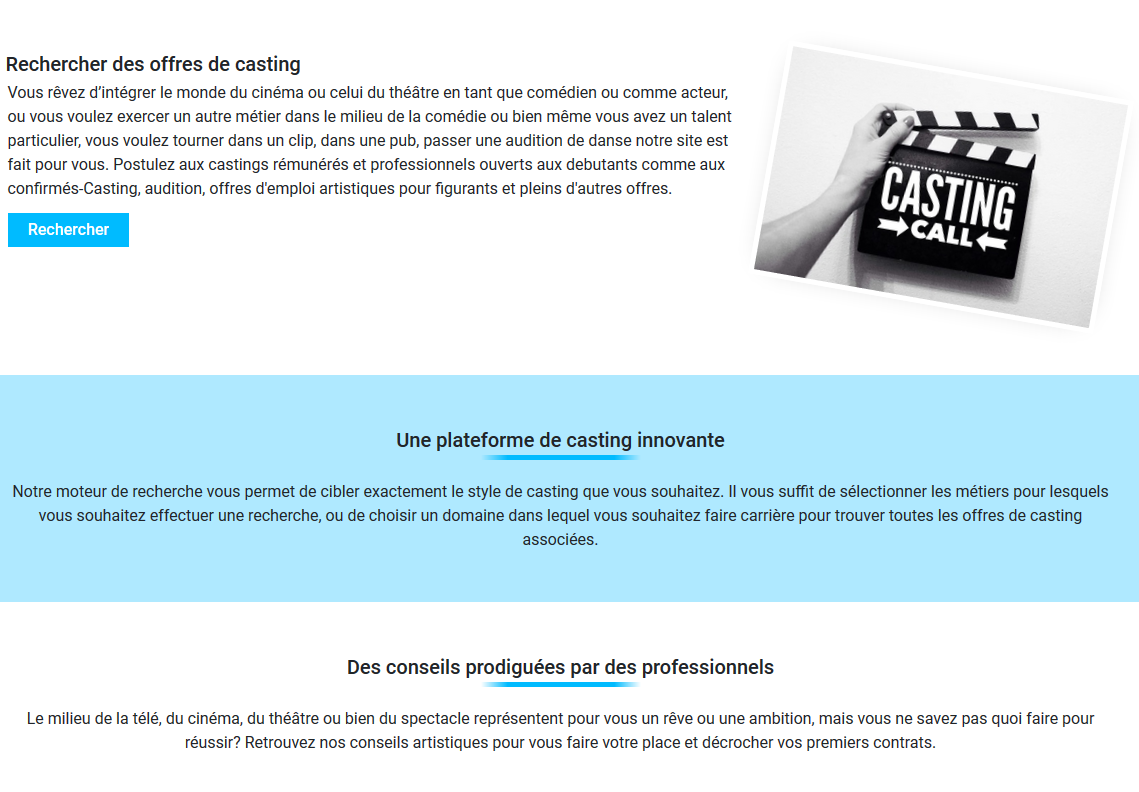 Rechercher des offres de casting
Vous rêvez d’intégrer le monde du cinéma ou celui du théâtre en tant que comédien ou comme acteur,
ou vous voulez exercer un autre métier dans le milieu de la comédie ou bien même vous avez un talent
particulier, vous voulez tourner dans un clip, dans une pub, passer une audition de danse notre site est
fait pour vous. Postulez aux castings rémunérés et professionnels ouverts aux debutants comme aux
confirmés-Casting, audition, offres d'emploi artistiques pour figurants et pleins d'autres offres.
Rechercher
CASTING
CALL
Une plateforme de casting innovante
Notre moteur de recherche vous permet de cibler exactement le style de casting que vous souhaitez. Il vous suffit de sélectionner les métiers pour lesquels
vous souhaitez effectuer une recherche, ou de choisir un domaine dans lequel vous souhaitez faire carrière pour trouver toutes les offres de casting
associées.
Des conseils prodiguées par des professionnels
Le milieu de la télé, du cinéma, du théâtre ou bien du spectacle représentent pour vous un rêve ou une ambition, mais vous ne savez pas quoi faire pour
réussir? Retrouvez nos conseils artistiques pour vous faire votre place et décrocher vos premiers contrats.